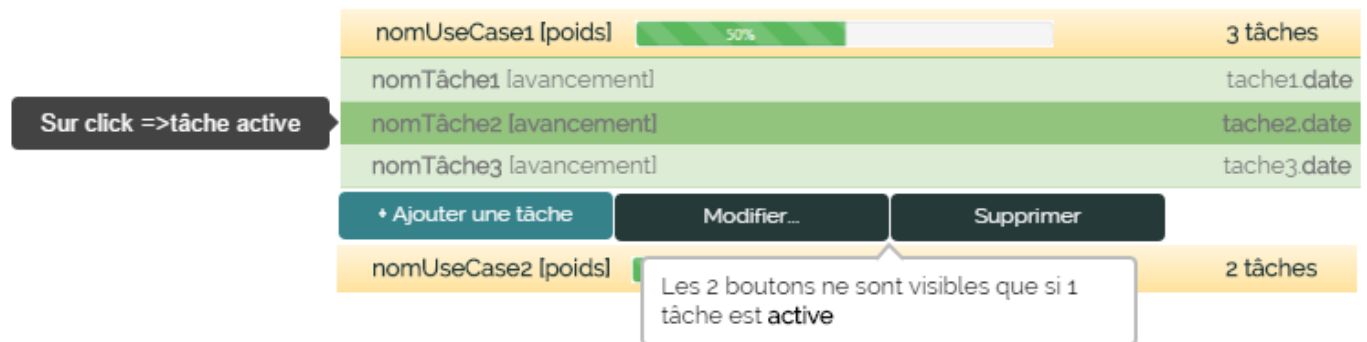 nomUseCase1 [poids] 50% 3 tâches
nomTâche1 [avancement] tache1.date
Sur click =>tâche active
nomTâche2 [avancement] tache2.date
nomTâche3 [avancement] tache3.date
+ Ajouter une tâche Modifier... Supprimer
nomUseCase2 [poids] 2 tâches
Les 2 boutons ne sont visibles que si 1
tâche est active